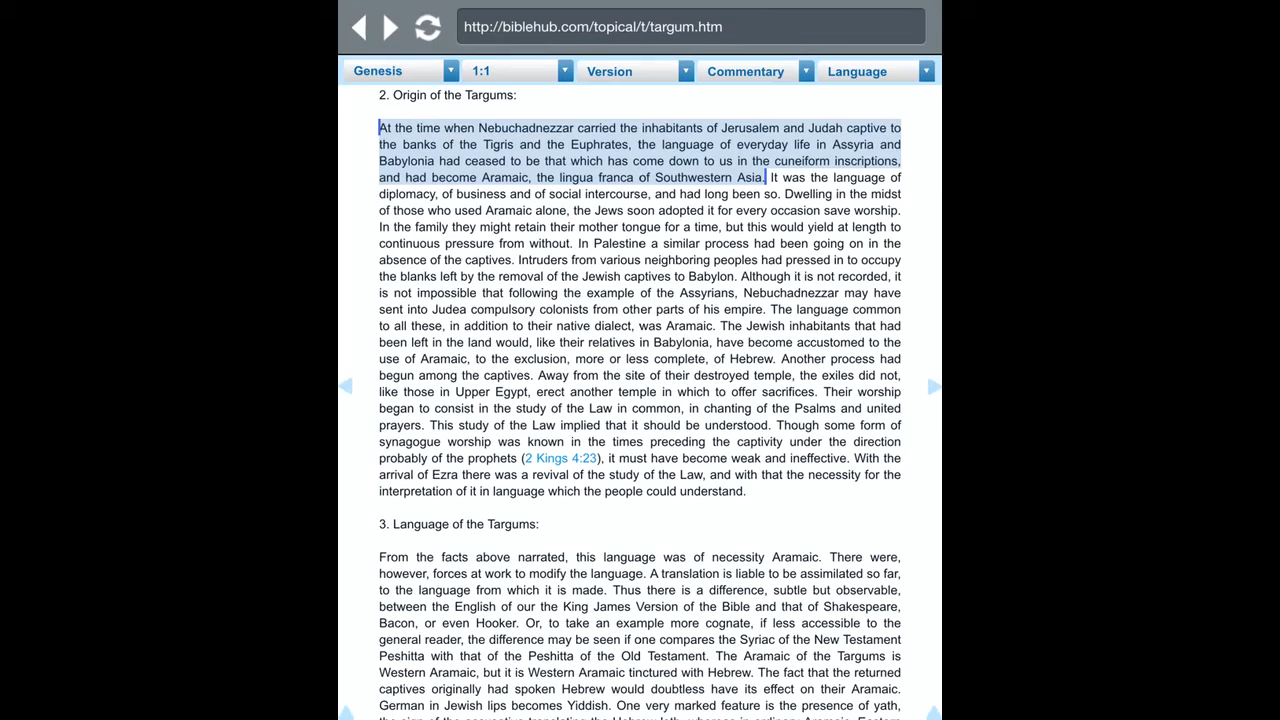 http://biblehub.com/topical/t/targum.htm
Genesis 1:1 Version Commentary Language
2. Origin of the Targums:
At the time when Nebuchadnezzar carried the inhabitants of Jerusalem and Judah captive to
the banks of the Tigris and the Euphrates, the language of everyday life in Assyria and
Babylonia had ceased to be that which has come down to us in the cuneiform inscriptions,
and had become Aramaic, the lingua franca of Southwestern Asia. It was the language of
diplomacy, of business and of social intercourse, and had long been so. Dwelling in the midst
of those who used Aramaic alone, the Jews soon adopted it for every occasion save worship.
In the family they might retain their mother tongue for a time, but this would yield at length to
continuous pressure from without. In Palestine a similar process had been going on in the
absence of the captives. Intruders from various neighboring peoples had pressed in to occupy
the blanks left by the removal of the Jewish captives to Babylon. Although it is not recorded, it
is not impossible that following the example of the Assyrians, Nebuchadnezzar may have
sent into Judea compulsory colonists from other parts of his empire. The language common
to all these, in addition to their native dialect, was Aramaic. The Jewish inhabitants that had
been left in the land would, like their relatives in Babylonia, have become accustomed to the
use of Aramaic, to the exclusion, more or less complete, of Hebrew. Another process had
begun among the captives. Away from the site of their destroyed temple, the exiles did not,
like those in Upper Egypt, erect another temple in which to offer sacrifices. Their worship
began to consist in the study of the Law in common, in chanting of the Psalms and united
prayers. This study of the Law implied that it should be understood. Though some form of
synagogue worship was known in the times preceding the captivity under the direction
probably of the prophets (2 Kings 4:23), it must have become weak and ineffective. With the
arrival of Ezra there was a revival of the study of the Law, and with that the necessity for the
interpretation of it in language which the people could understand.
3. Language of the Targums:
From the facts above narrated, this language was of necessity Aramaic. There were,
however, forces at work to modify the language. A translation is liable to be assimilated so far,
to the language from which it is made. Thus there is a difference, subtle but observable,
between the English of our the King James Version of the Bible and that of Shakespeare,
Bacon, or even Hooker. Or, to take an example more cognate, if less accessible to the
general reader, the difference may be seen if one compares the Syriac of the New Testament
Peshitta with that of the Peshitta of the Old Testament. The Aramaic of the Targums is
Western Aramaic, but it is Western Aramaic tinctured with Hebrew. The fact that the returned
captives originally had spoken Hebrew would doubtless have its effect on their Aramaic.
German in Jewish lips becomes Yiddish. One very marked feature is the presence of yath,
the sign of the accusative translating the Hebrew 'eth, whereas in ordinary Aramaic, Eastern